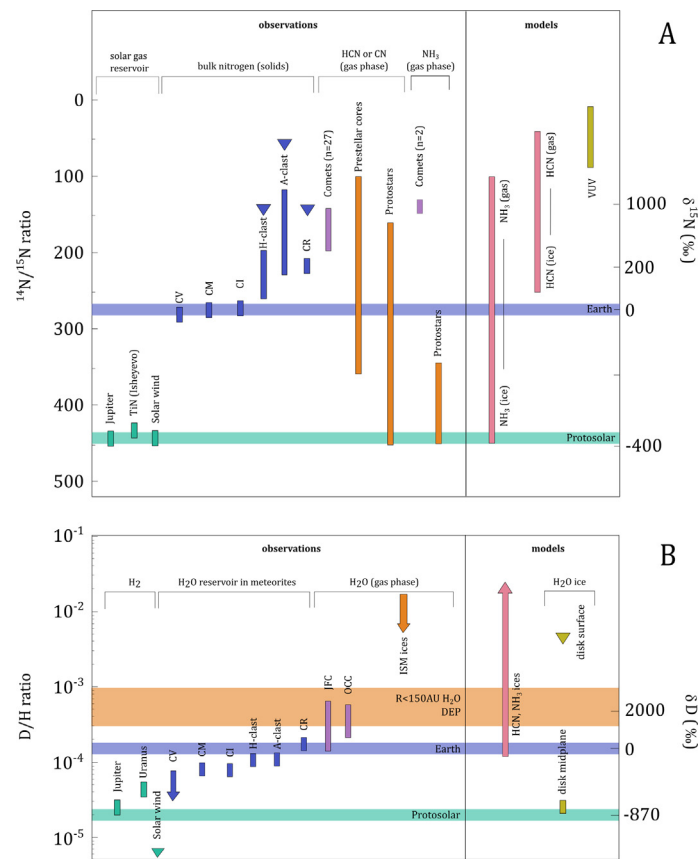 A
observations
models
solar gas
reservoir
bulk nitrogen (solids)
HCN or CN
(gas phase)
NH₃
(gas phase)
0
100
200
300
400
500
¹⁴N/¹⁵N ratio
1000
200
0
-400
δ¹⁵N (‰)
Jupiter
TiN (Isheyevo)
Solar wind
CV
CM
CI
H-clast
A-clast
CR
Comets (n=27)
Prestellar cores
Protostars
Comets (n=2)
Protostars
NH₃ (gas)
NH₃ (ice)
HCN (gas)
HCN (ice)
VUV
Earth
Protosolar
B
observations
models
H₂
H₂O reservoir in meteorites
H₂O (gas phase)
H₂O ice
10⁻¹
10⁻²
10⁻³
10⁻⁴
10⁻⁵
D/H ratio
2000
0
-870
δ D (‰)
Jupiter
Uranus
Solar wind
CV
CM
CI
H-clast
A-clast
CR
JFC
OCC
ISM ices
HCN, NH₃ ices
disk surface
disk midplane
R<150AU H₂O
DEP
Earth
Protosolar